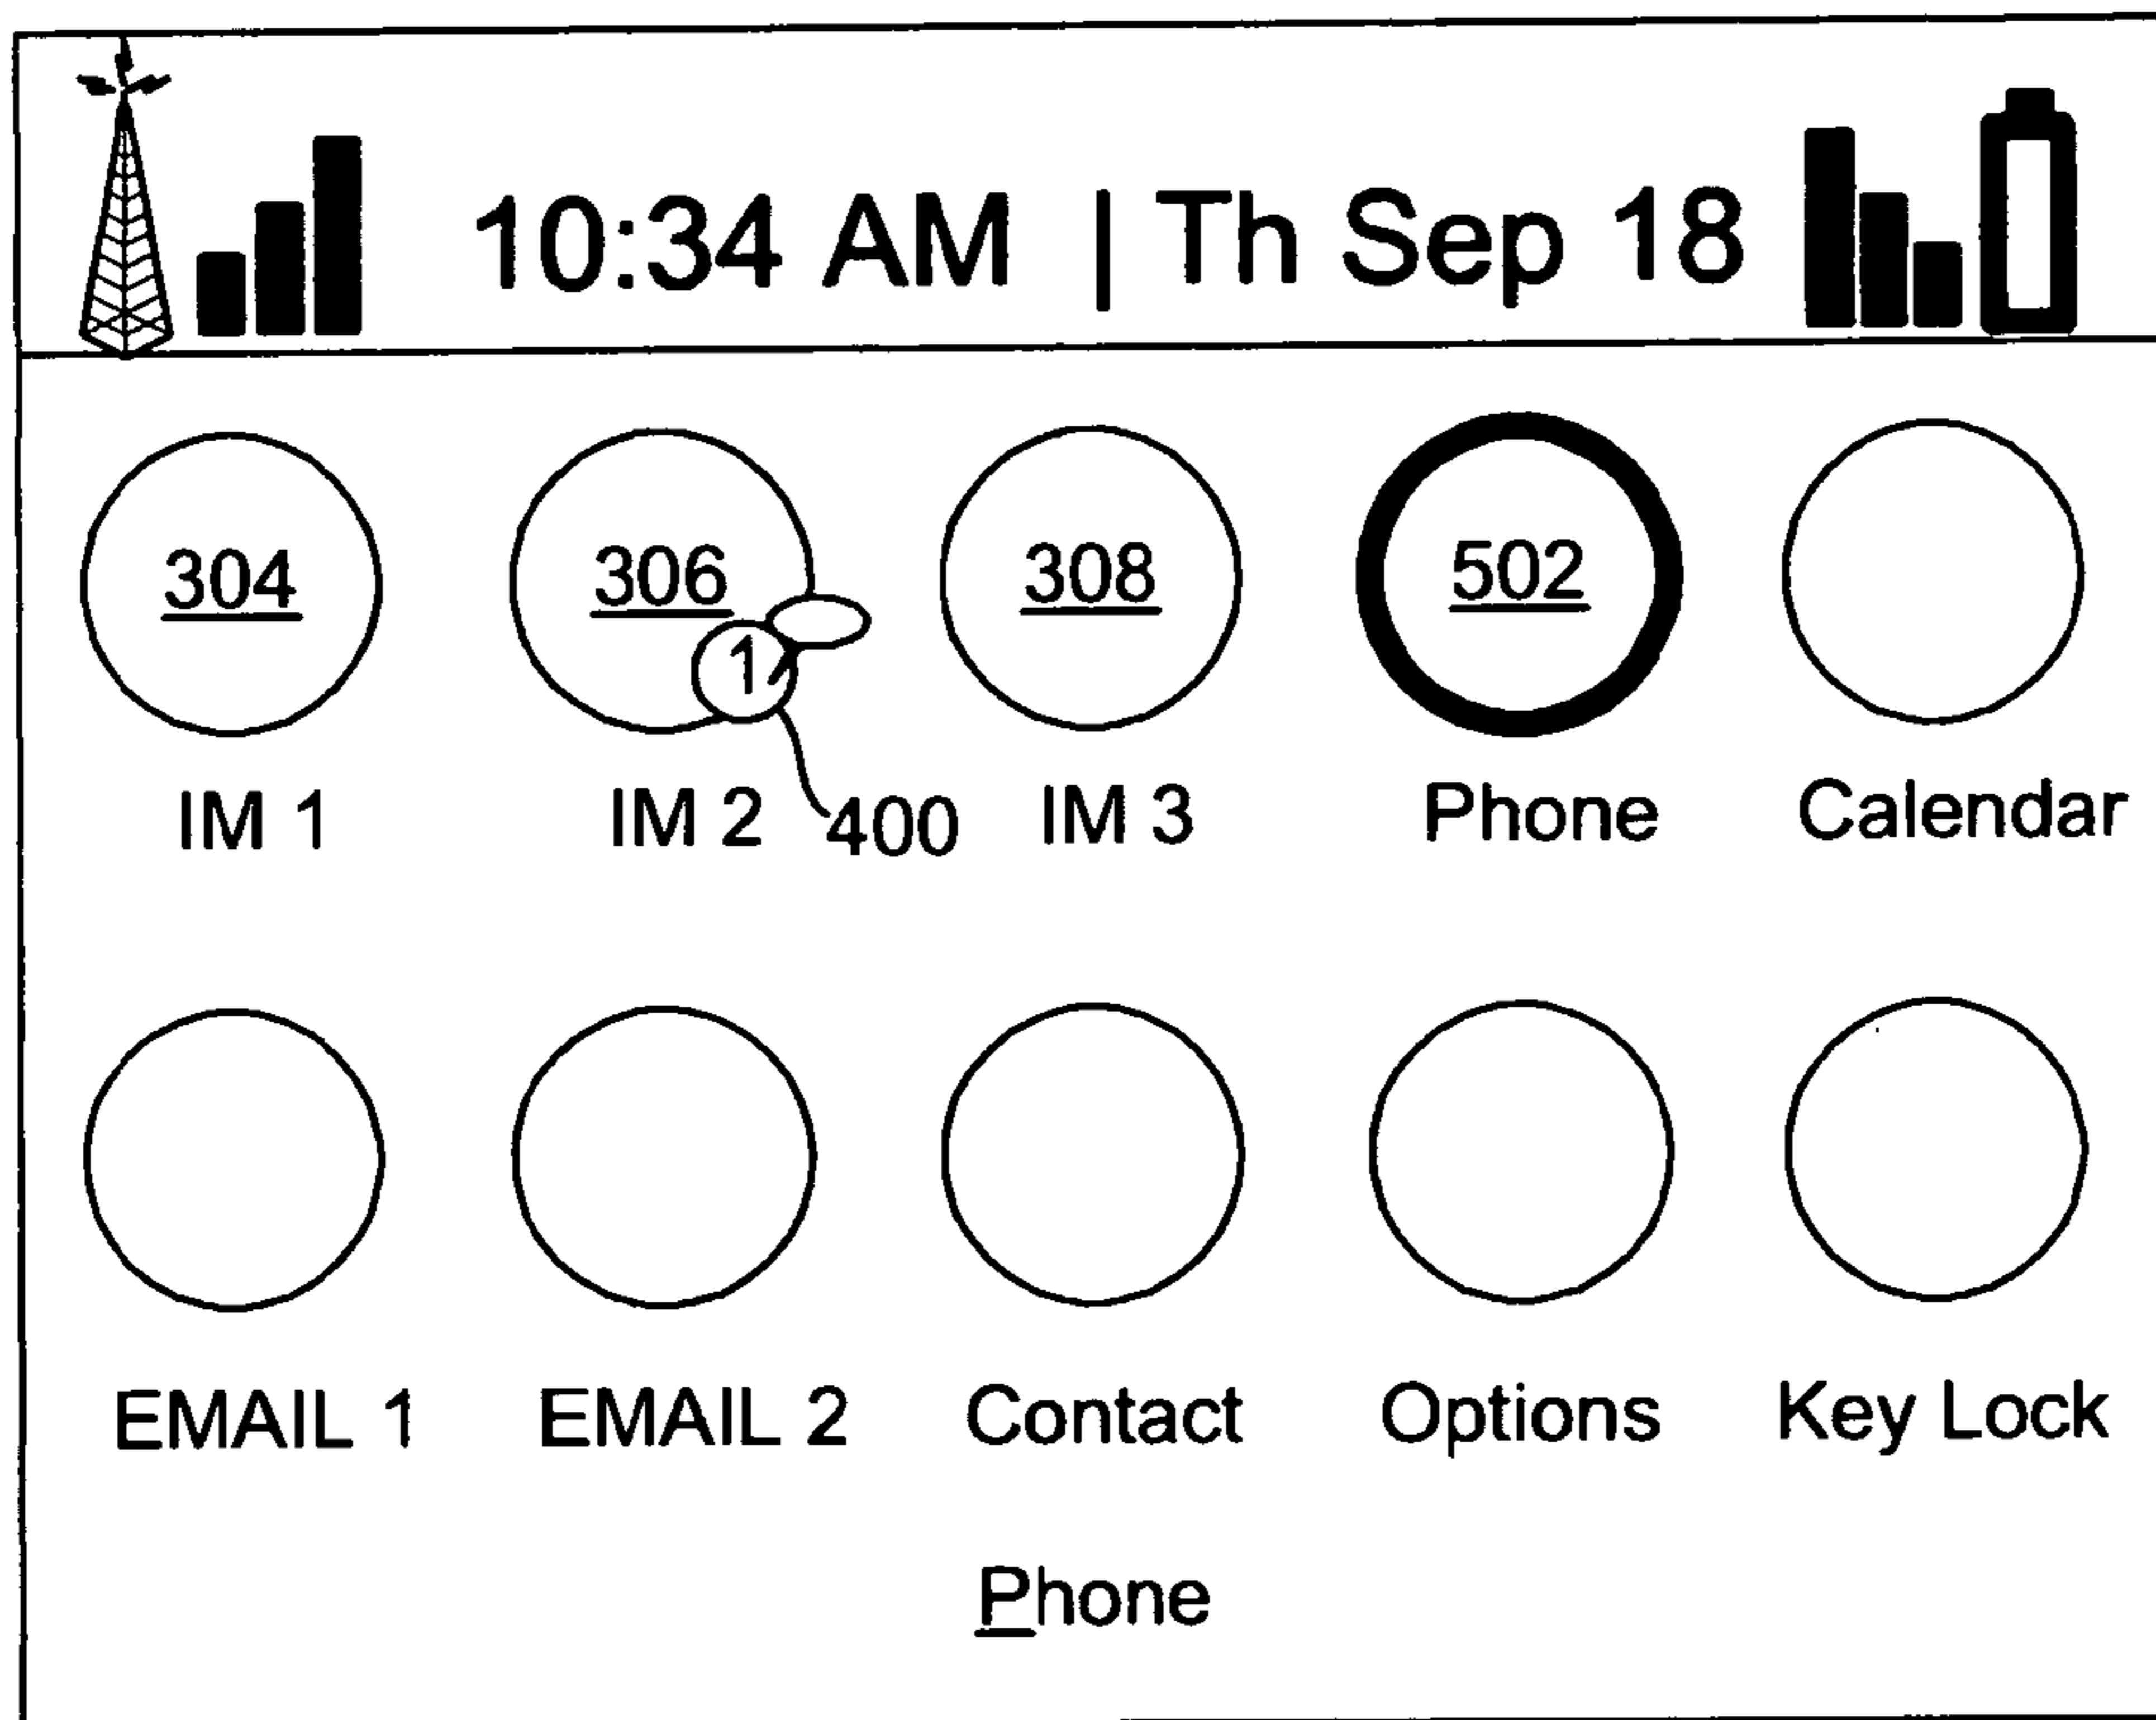 10:34 AM | Th Sep 18
304 306 308 502
1
IM 1 IM 2 400 IM 3 Phone Calendar
EMAIL 1 EMAIL 2 Contact Options Key Lock
Phone